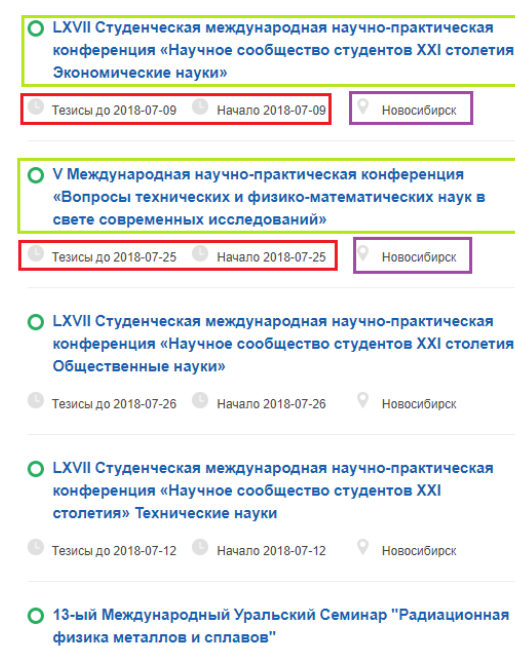 LXVII Студенческая международная научно-практическая
конференция «Научное сообщество студентов XXI столетия
Экономические науки»
Тезисы до 2018-07-09 Начало 2018-07-09 Новосибирск
V Международная научно-практическая конференция
«Вопросы технических и физико-математических наук в
свете современных исследований»
Тезисы до 2018-07-25 Начало 2018-07-25 Новосибирск
LXVII Студенческая международная научно-практическая
конференция «Научное сообщество студентов XXI столетия
Общественные науки»
Тезисы до 2018-07-26 Начало 2018-07-26 Новосибирск
LXVII Студенческая международная научно-практическая
конференция «Научное сообщество студентов XXI
столетия» Технические науки
Тезисы до 2018-07-12 Начало 2018-07-12 Новосибирск
13-ый Международный Уральский Семинар "Радиационная
физика металлов и сплавов"